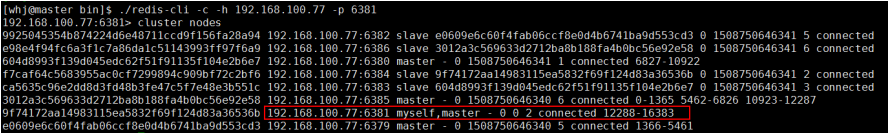 [whj@master bin]$ ./redis-cli -c -h 192.168.100.77 -p 6381
192.168.100.77:6381> cluster nodes
9925045354b874224d6e48711ccd9f156fa28a94 192.168.100.77:6382 slave e0609e6c60f4fab06ccf8e0d4b6741ba9d553cd3 0 1508750646341 5 connected
e98e4f94fc6a3f1c7a86da1c51143993ff97f6a9 192.168.100.77:6386 slave 3012a3c569633d2712ba8b188fa4b0bc56e92e58 0 1508750646341 6 connected
604d8993f139d045edc62f51f91135f104e2b6e7 192.168.100.77:6380 master - 0 1508750646341 1 connected 6827-10922
f7caf64c5683955ac0cf7299894c909bf72c2bf6 192.168.100.77:6384 slave 9f74172aa14983115ea5832f69f124d83a36536b 0 1508750646341 2 connected
ca5635c96e2dd8d3fd48b3fe47c5f7e48e3b551c 192.168.100.77:6383 slave 604d8993f139d045edc62f51f91135f104e2b6e7 0 1508750646341 3 connected
3012a3c569633d2712ba8b188fa4b0bc56e92e58 192.168.100.77:6385 master - 0 1508750646340 6 connected 0-1365 5462-6826 10923-12287
9f74172aa14983115ea5832f69f124d83a36536b 192.168.100.77:6381 myself,master - 0 0 2 connected 12288-16383
e0609e6c60f4fab06ccf8e0d4b6741ba9d553cd3 192.168.100.77:6379 master - 0 1508750646340 5 connected 1366-5461